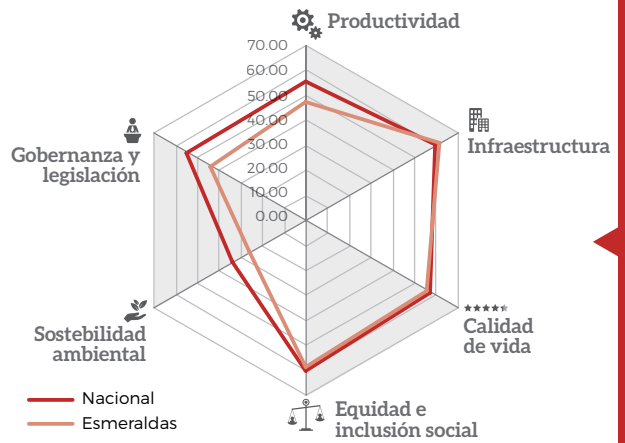 Productividad
70.00
60.00
50.00
40.00
30.00
20.00
10.00
0.00
Infraestructura
Gobernanza y
legislación
Calidad
de vida
Sostebilidad
ambiental
Equidad e
inclusión social
Nacional
Esmeraldas